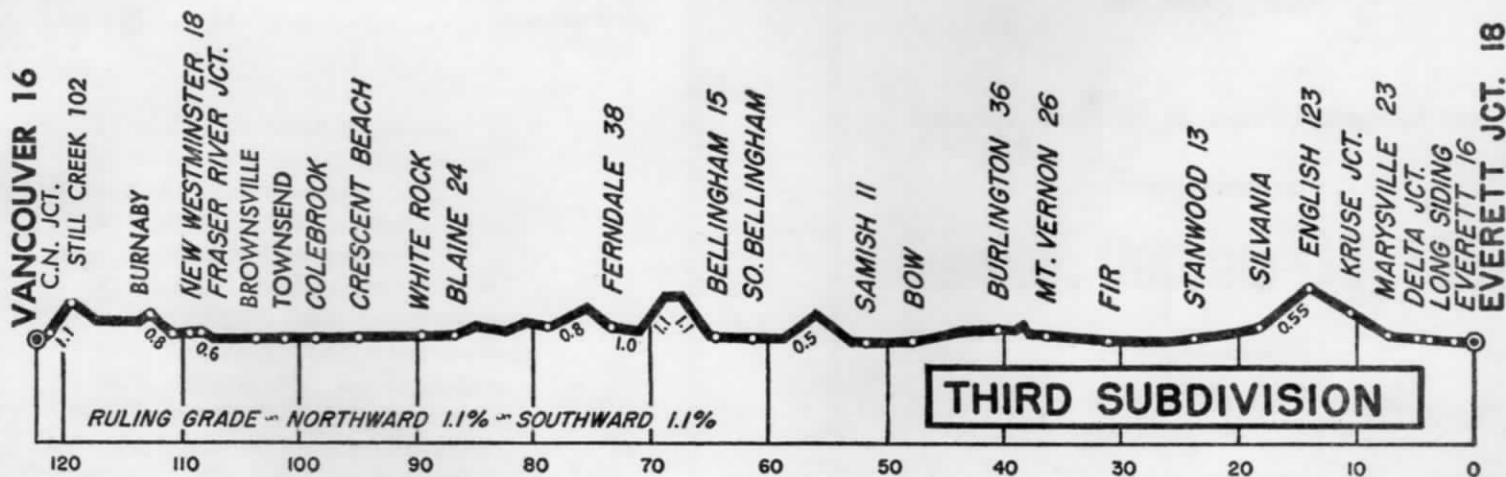 VANCOUVER 16
C.N. JCT.
STILL CREEK 102
BURNABY
NEW WESTMINSTER 18
FRASER RIVER JCT.
BROWNSVILLE
TOWNSEND
COLEBROOK
CRESCENT BEACH
WHITE ROCK
BLAINE 24
FERNDALE 38
BELLINGHAM 15
SO. BELLINGHAM
SAMISH 11
BOW
BURLINGTON 36
MT. VERNON 26
FIR
STANWOOD 13
SILVANIA
ENGLISH 123
KRUSE JCT.
MARYSVILLE 23
DELTA JCT.
LONG SIDING
EVERETT 16
EVERETT JCT. 18
1.1
0.8
0.6
0.8
1.0
1.1
1.1
0.5
0.55
THIRD SUBDIVISION
RULING GRADE ~ NORTHWARD 1.1% ~ SOUTHWARD 1.1%
120 110 100 90 80 70 60 50 40 30 20 10 0